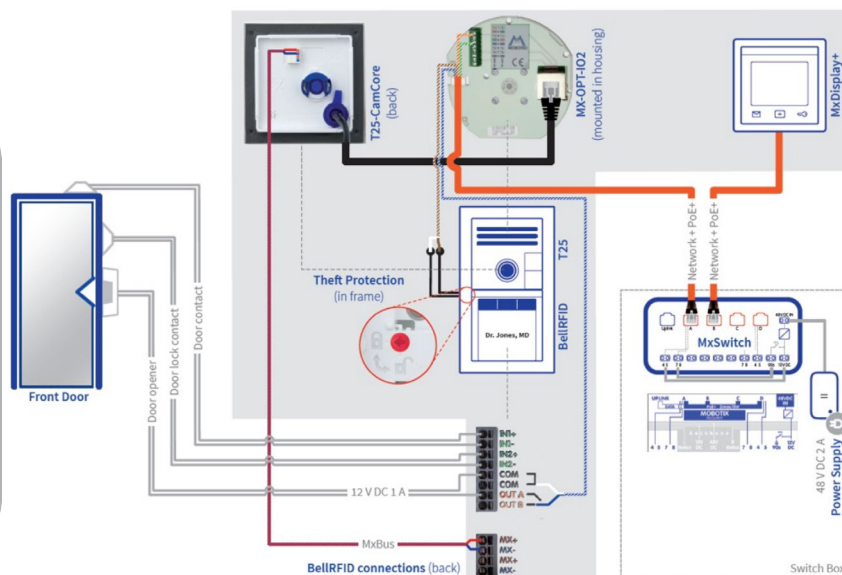 T25-CamCore
(back)
MX-OPT-IO2
(mounted in housing)
MxDisplay+
Network + PoE+
Network + PoE+
T25
BellRFID
Theft Protection
(in frame)
Dr. Jones, MD
Door contact
Door lock contact
Door opener
Front Door
MxSwitch
A
B
C
D
UPLINK
A
B
C
D
MOBOTIX
48 V DC 2 A
Power Supply
IN1+
IN1-
IN2+
IN2-
COM
COM
OUT A
OUT B
12 V DC 1 A
MxBus
MX+
MX-
MX+
MX-
BellRFID connections (back)